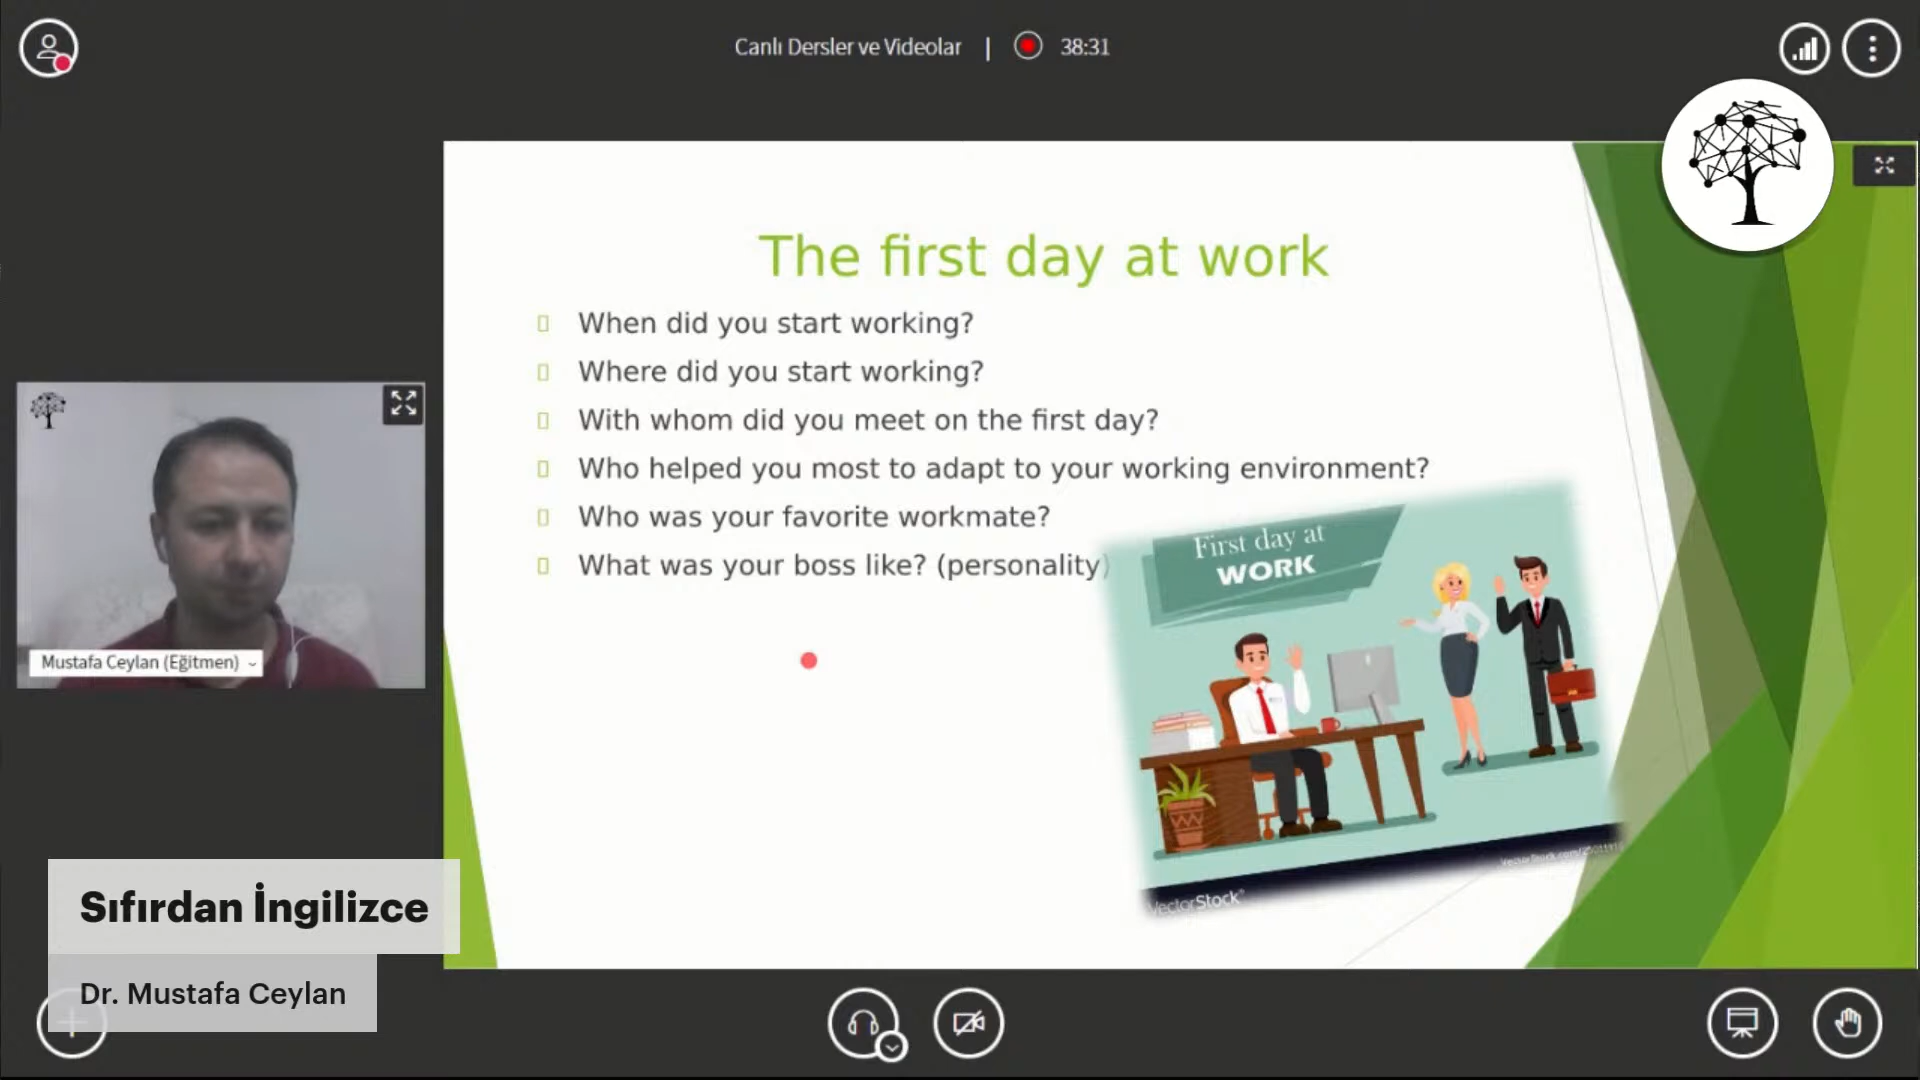 Canlı Dersler ve Videolar | 38:31
The first day at work
When did you start working?
Where did you start working?
With whom did you meet on the first day?
Who helped you most to adapt to your working environment?
Who was your favorite workmate?
What was your boss like? (personality)
First day at
WORK
VectorStock®
Mustafa Ceylan (Eğitmen)
Sıfırdan İngilizce
Dr. Mustafa Ceylan